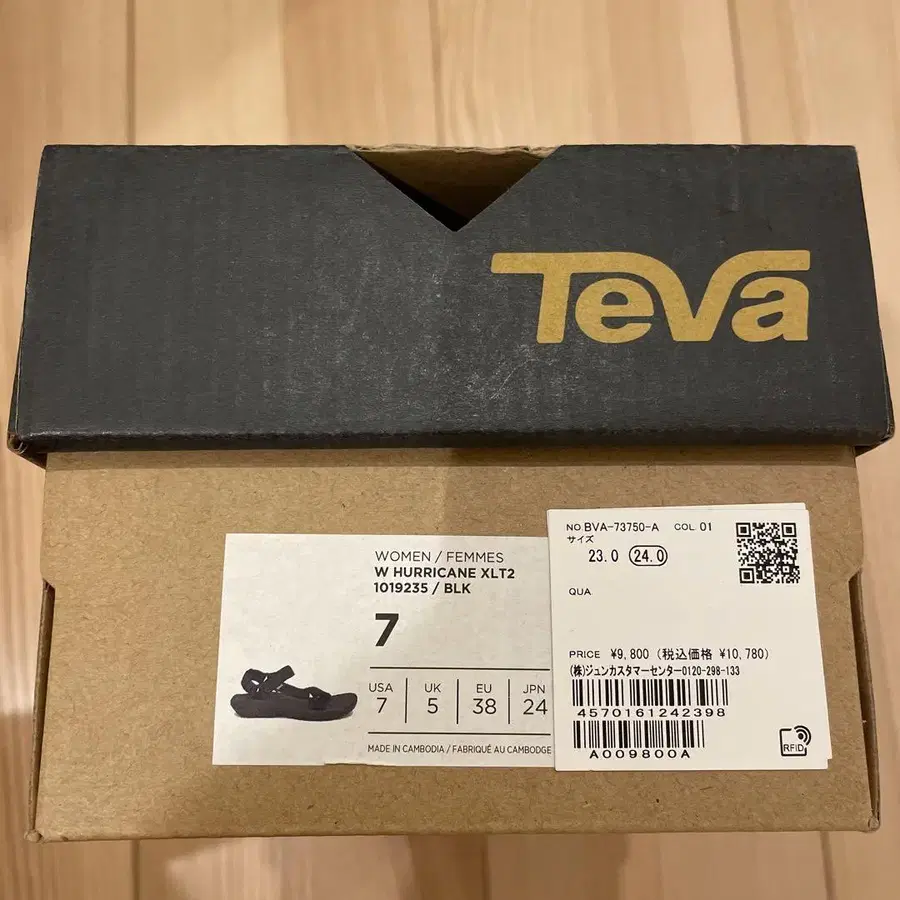 Teva
WOMEN / FEMMES
W HURRICANE XLT2
1019235 / BLK
7
USA UK EU JPN
7 5 38 24
MADE IN CAMBODIA / FABRIQUÉ AU CAMBODGE
NO.BVA-73750-A COL 01
サイズ
23.0 24.0
QUA
PRICE ¥9,800 (税込価格 ¥10,780)
(株)ジュンカスタマーセンター0120-298-133
4570161242398
A009800A
RFID